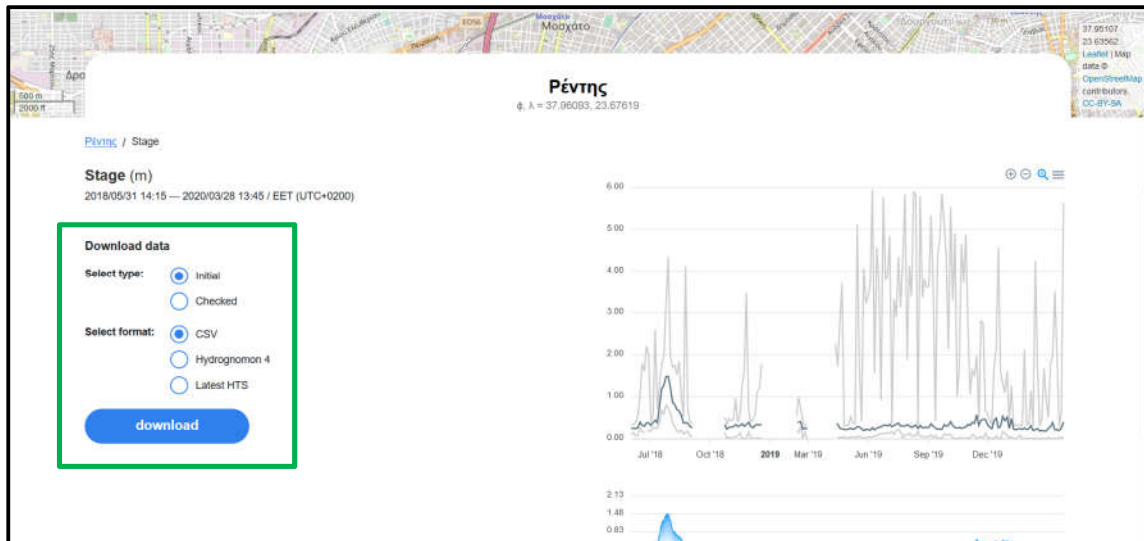 ΕΟ56
Μοσχάτο
Μοσχάτο
37.95107
23.63562
Leaflet | Map
data ©
OpenStreetMap
contributors,
CC-BY-SA
Δρα
500 m
2000 ft
Ρέντης
ϕ, λ = 37.96093, 23.67619
Ρέντης / Stage
Stage (m)
2018/05/31 14:15 — 2020/03/28 13:45 / EET (UTC+0200)
Download data
Select type:
Initial
Checked
Select format:
CSV
Hydrognomon 4
Latest HTS
download
6.00
5.00
4.00
3.00
2.00
1.00
0.00
Jul '18
Oct '18
2019
Mar '19
Jun '19
Sep '19
Dec '19
2.13
1.48
0.83